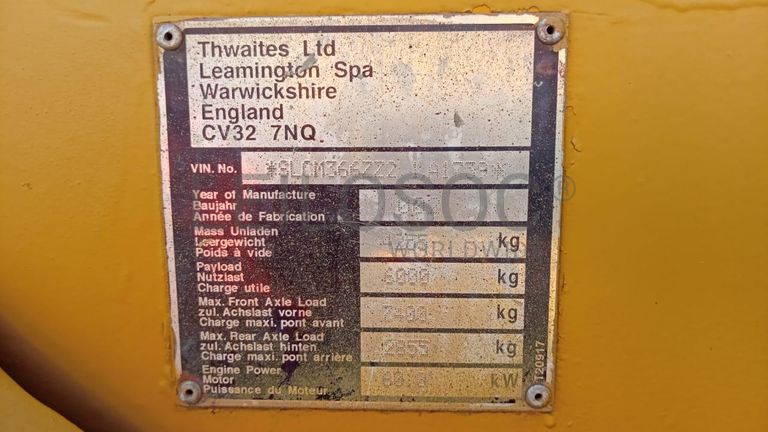 Thwaites Ltd
Leamington Spa
Warwickshire
England
CV32 7NQ
VIN. No.
Year of Manufacture
Baujahr
Année de Fabrication
Mass Unladen
Leergewicht
Poids à vide
kg
Payload
Nutzlast
Charge utile
6000 kg
Max. Front Axle Load
zul. Achslast vorne
Charge maxi. pont avant
kg
Max. Rear Axle Load
zul. Achslast hinten
Charge maxi. pont arrière
kg
Engine Power
Motor
Puissance du Moteur
kW
T20917